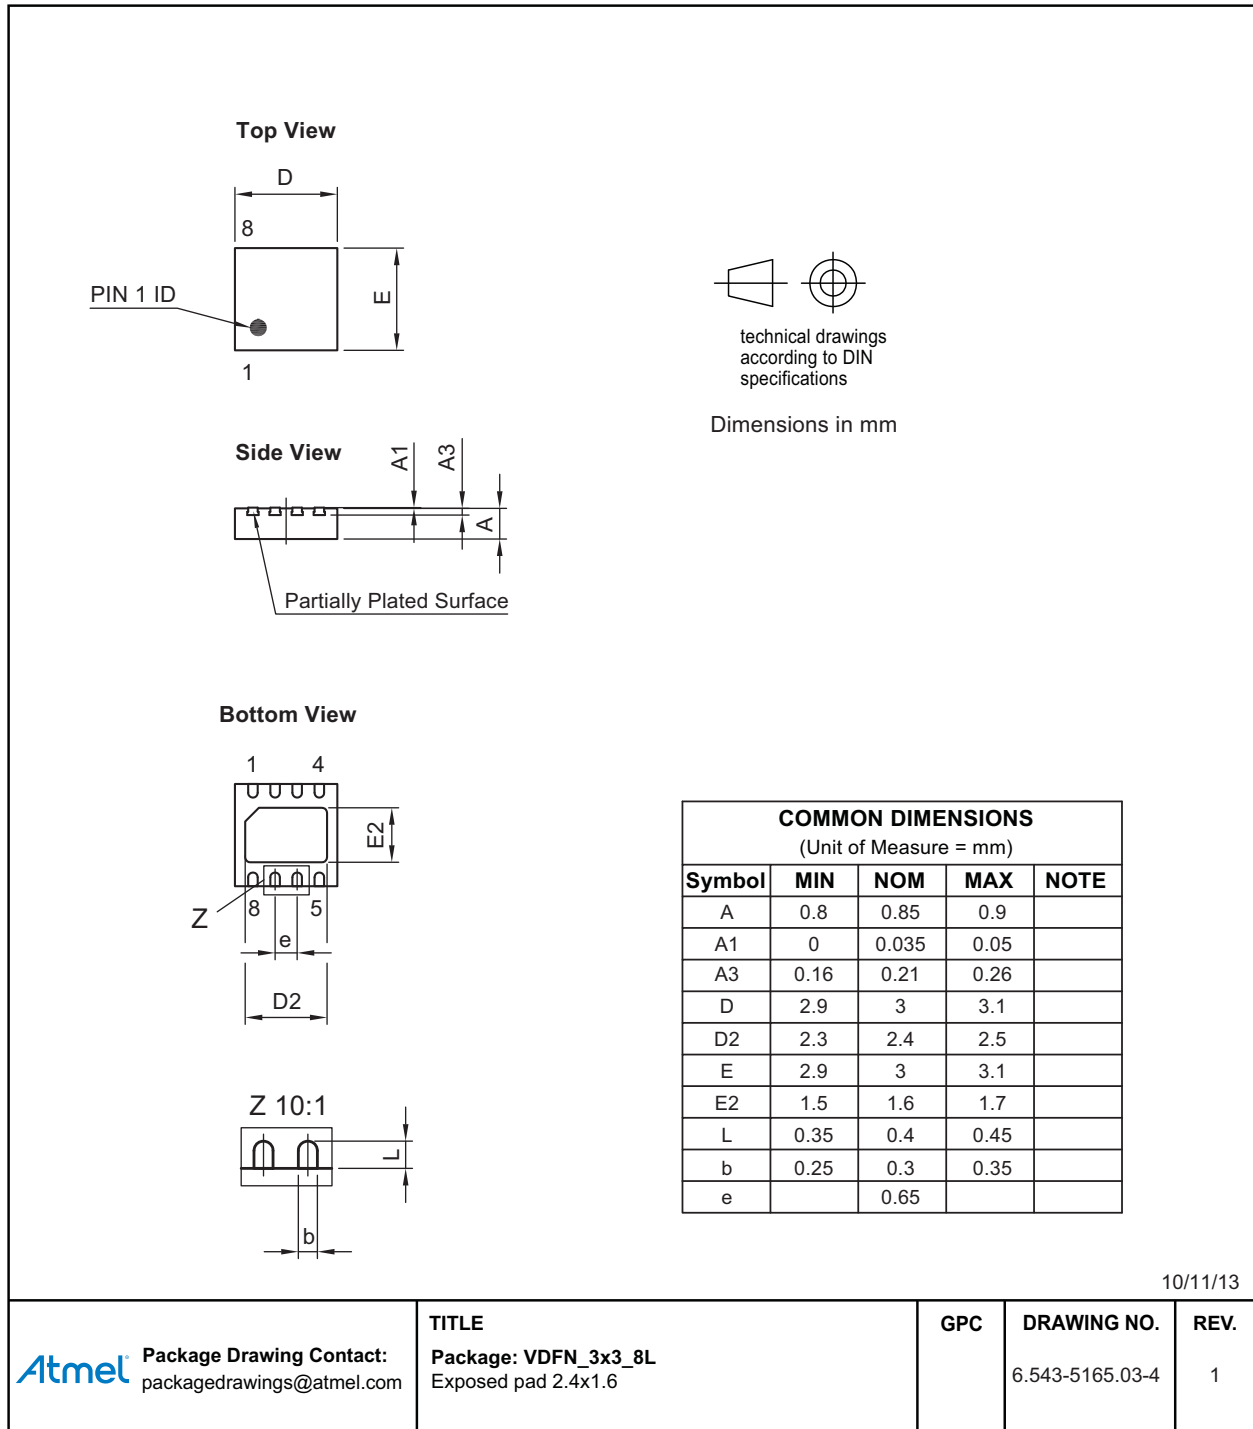 Top View
D
8
PIN 1 ID
E
1
technical drawings
according to DIN
specifications
Dimensions in mm
Side View
A1
A3
A
Partially Plated Surface
Bottom View
1 4
E2
Z
8 5
e
D2
Z 10:1
L
b
COMMON DIMENSIONS
(Unit of Measure = mm)
Symbol MIN NOM MAX NOTE
A 0.8 0.85 0.9
A1 0 0.035 0.05
A3 0.16 0.21 0.26
D 2.9 3 3.1
D2 2.3 2.4 2.5
E 2.9 3 3.1
E2 1.5 1.6 1.7
L 0.35 0.4 0.45
b 0.25 0.3 0.35
e 0.65
10/11/13
Atmel
Package Drawing Contact:
packagedrawings@atmel.com
TITLE
Package: VDFN_3x3_8L
Exposed pad 2.4x1.6
GPC
DRAWING NO.
6.543-5165.03-4
REV.
1